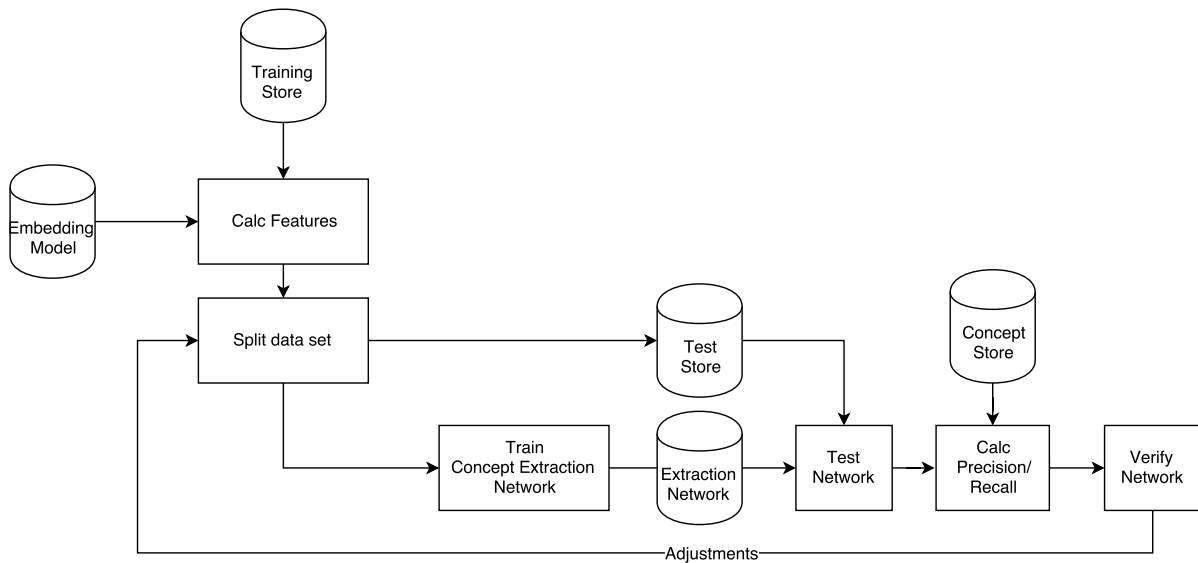 Training
Store
Embedding
Model
Calc Features
Split data set
Test
Store
Concept
Store
Train
Concept Extraction
Network
Extraction
Network
Test
Network
Calc
Precision/
Recall
Verify
Network
Adjustments